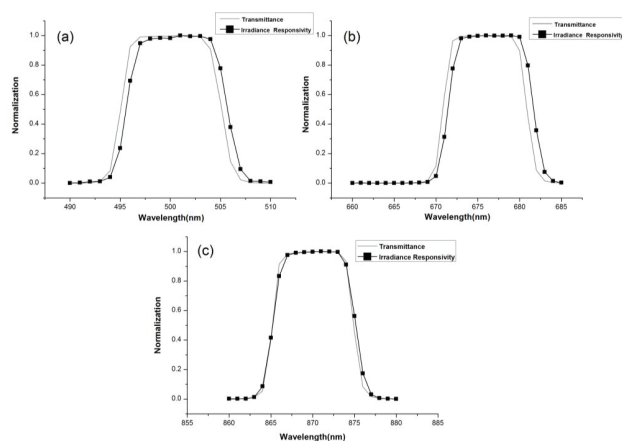 (a)
Transmittance
Irradiance Responsivity
Normalization
1.0
0.8
0.6
0.4
0.2
0.0
490
495
500
505
510
Wavelength(nm)
(b)
Transmittance
Irradiance Responsivity
Normalization
1.0
0.8
0.6
0.4
0.2
0.0
660
665
670
675
680
685
Wavelength(nm)
(c)
Transmittance
Irradiance Responsivity
Normalization
1.0
0.8
0.6
0.4
0.2
0.0
855
860
865
870
875
880
885
Wavelength(nm)